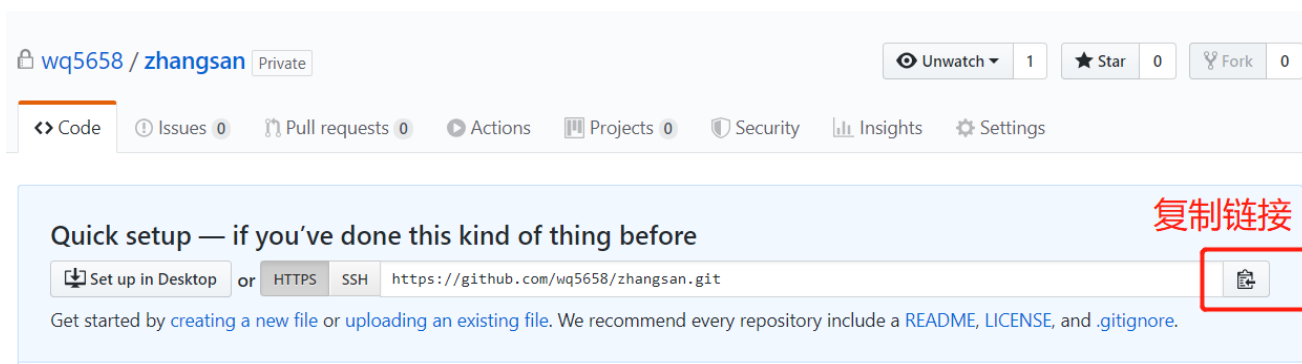 wq5658 / zhangsan Private Unwatch 1 Star 0 Fork 0
Code Issues 0 Pull requests 0 Actions Projects 0 Security Insights Settings
复制链接
Quick setup — if you’ve done this kind of thing before
Set up in Desktop or HTTPS SSH https://github.com/wq5658/zhangsan.git
Get started by creating a new file or uploading an existing file. We recommend every repository include a README, LICENSE, and .gitignore.